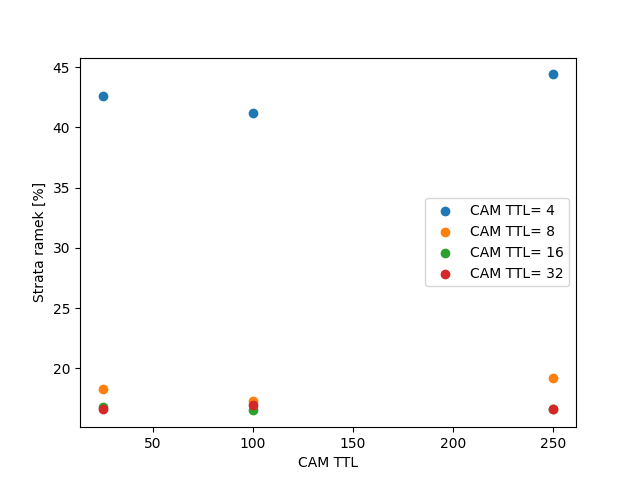 45
40
35
30
25
20
Strata ramek [%]
CAM TTL= 4
CAM TTL= 8
CAM TTL= 16
CAM TTL= 32
50 100 150 200 250
CAM TTL